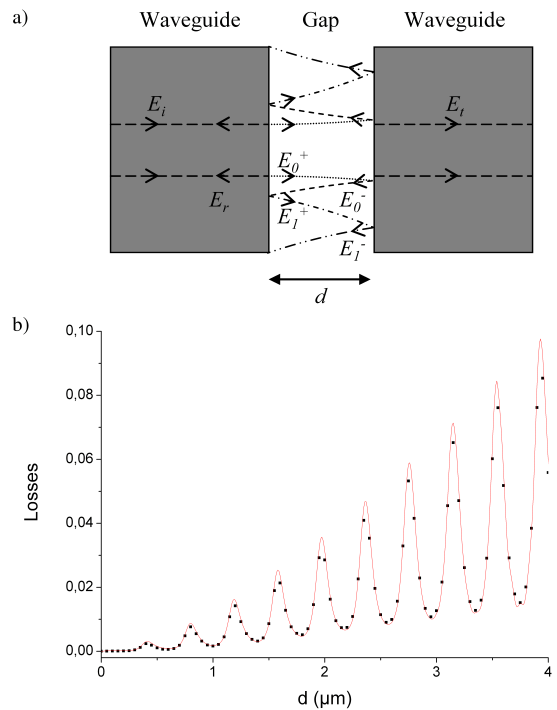 a)
Waveguide Gap Waveguide
E_i E_t
E_0^+
E_r E_1^+ E_0^-
E_1^-
d
b)
0,10
0,08
0,06
0,04
0,02
0,00
Losses
0 1 2 3 4
d (μm)